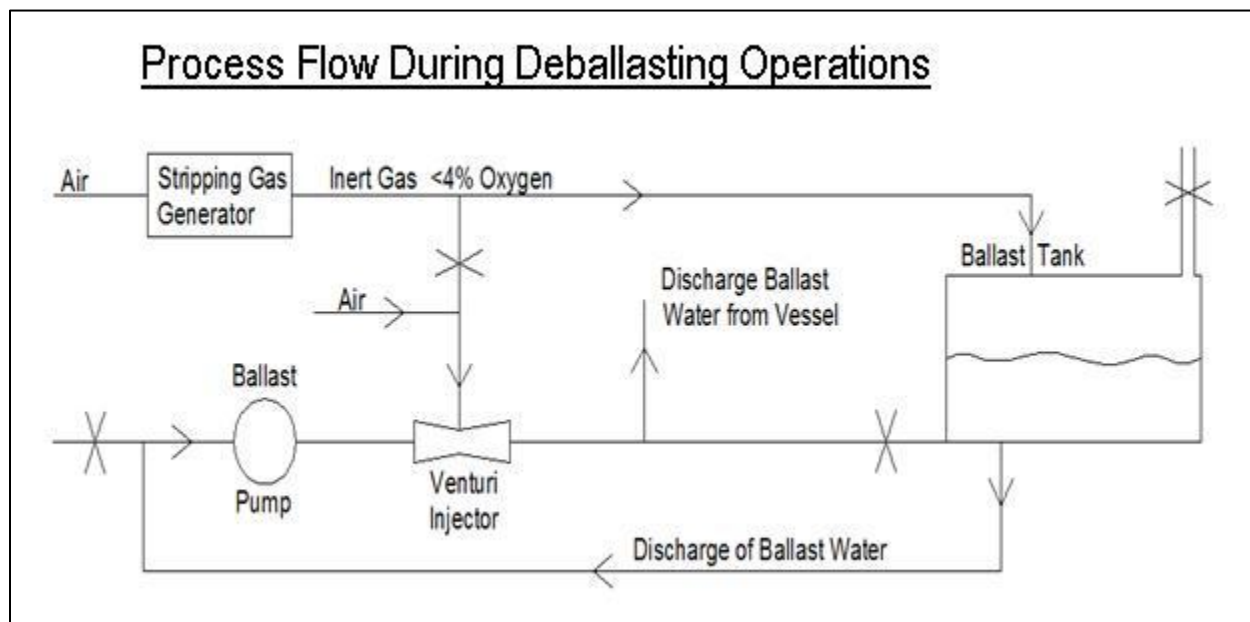 Process Flow During Deballasting Operations
Air
Stripping Gas
Generator
Inert Gas <4% Oxygen
Ballast Tank
Air
Discharge Ballast
Water from Vessel
Ballast
Pump
Venturi
Injector
Discharge of Ballast Water